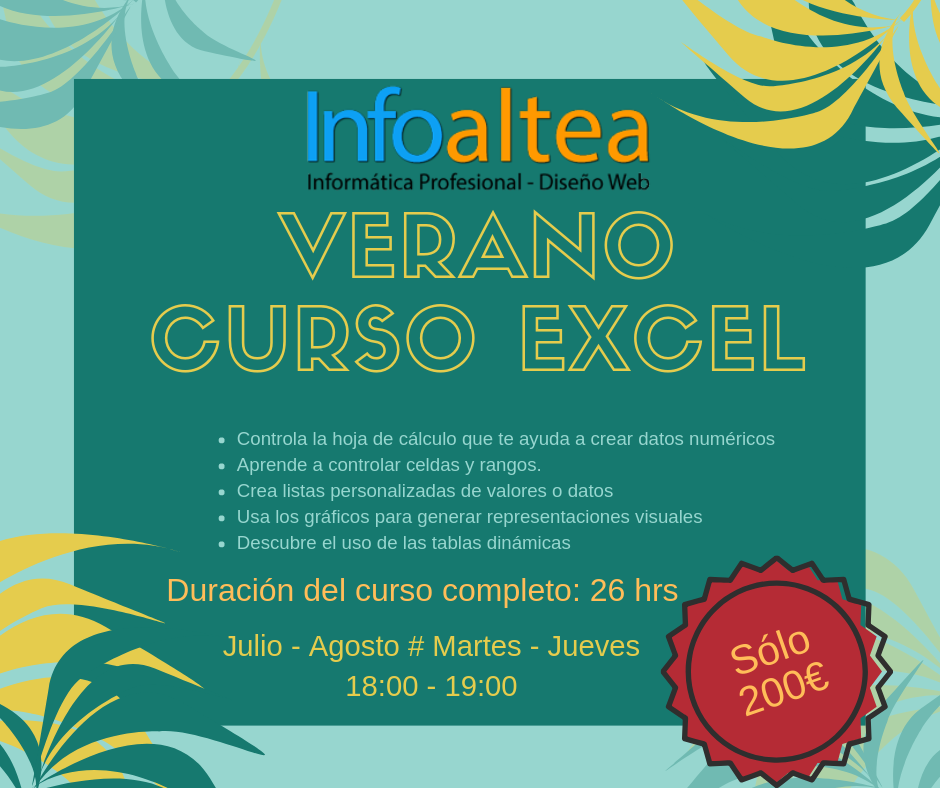 Infoaltea
Informática Profesional - Diseño Web
VERANO
CURSO EXCEL
• Controla la hoja de cálculo que te ayuda a crear datos numéricos
• Aprende a controlar celdas y rangos.
• Crea listas personalizadas de valores o datos
• Usa los gráficos para generar representaciones visuales
• Descubre el uso de las tablas dinámicas
Duración del curso completo: 26 hrs
Julio - Agosto # Martes - Jueves
18:00 - 19:00
Sólo
200€